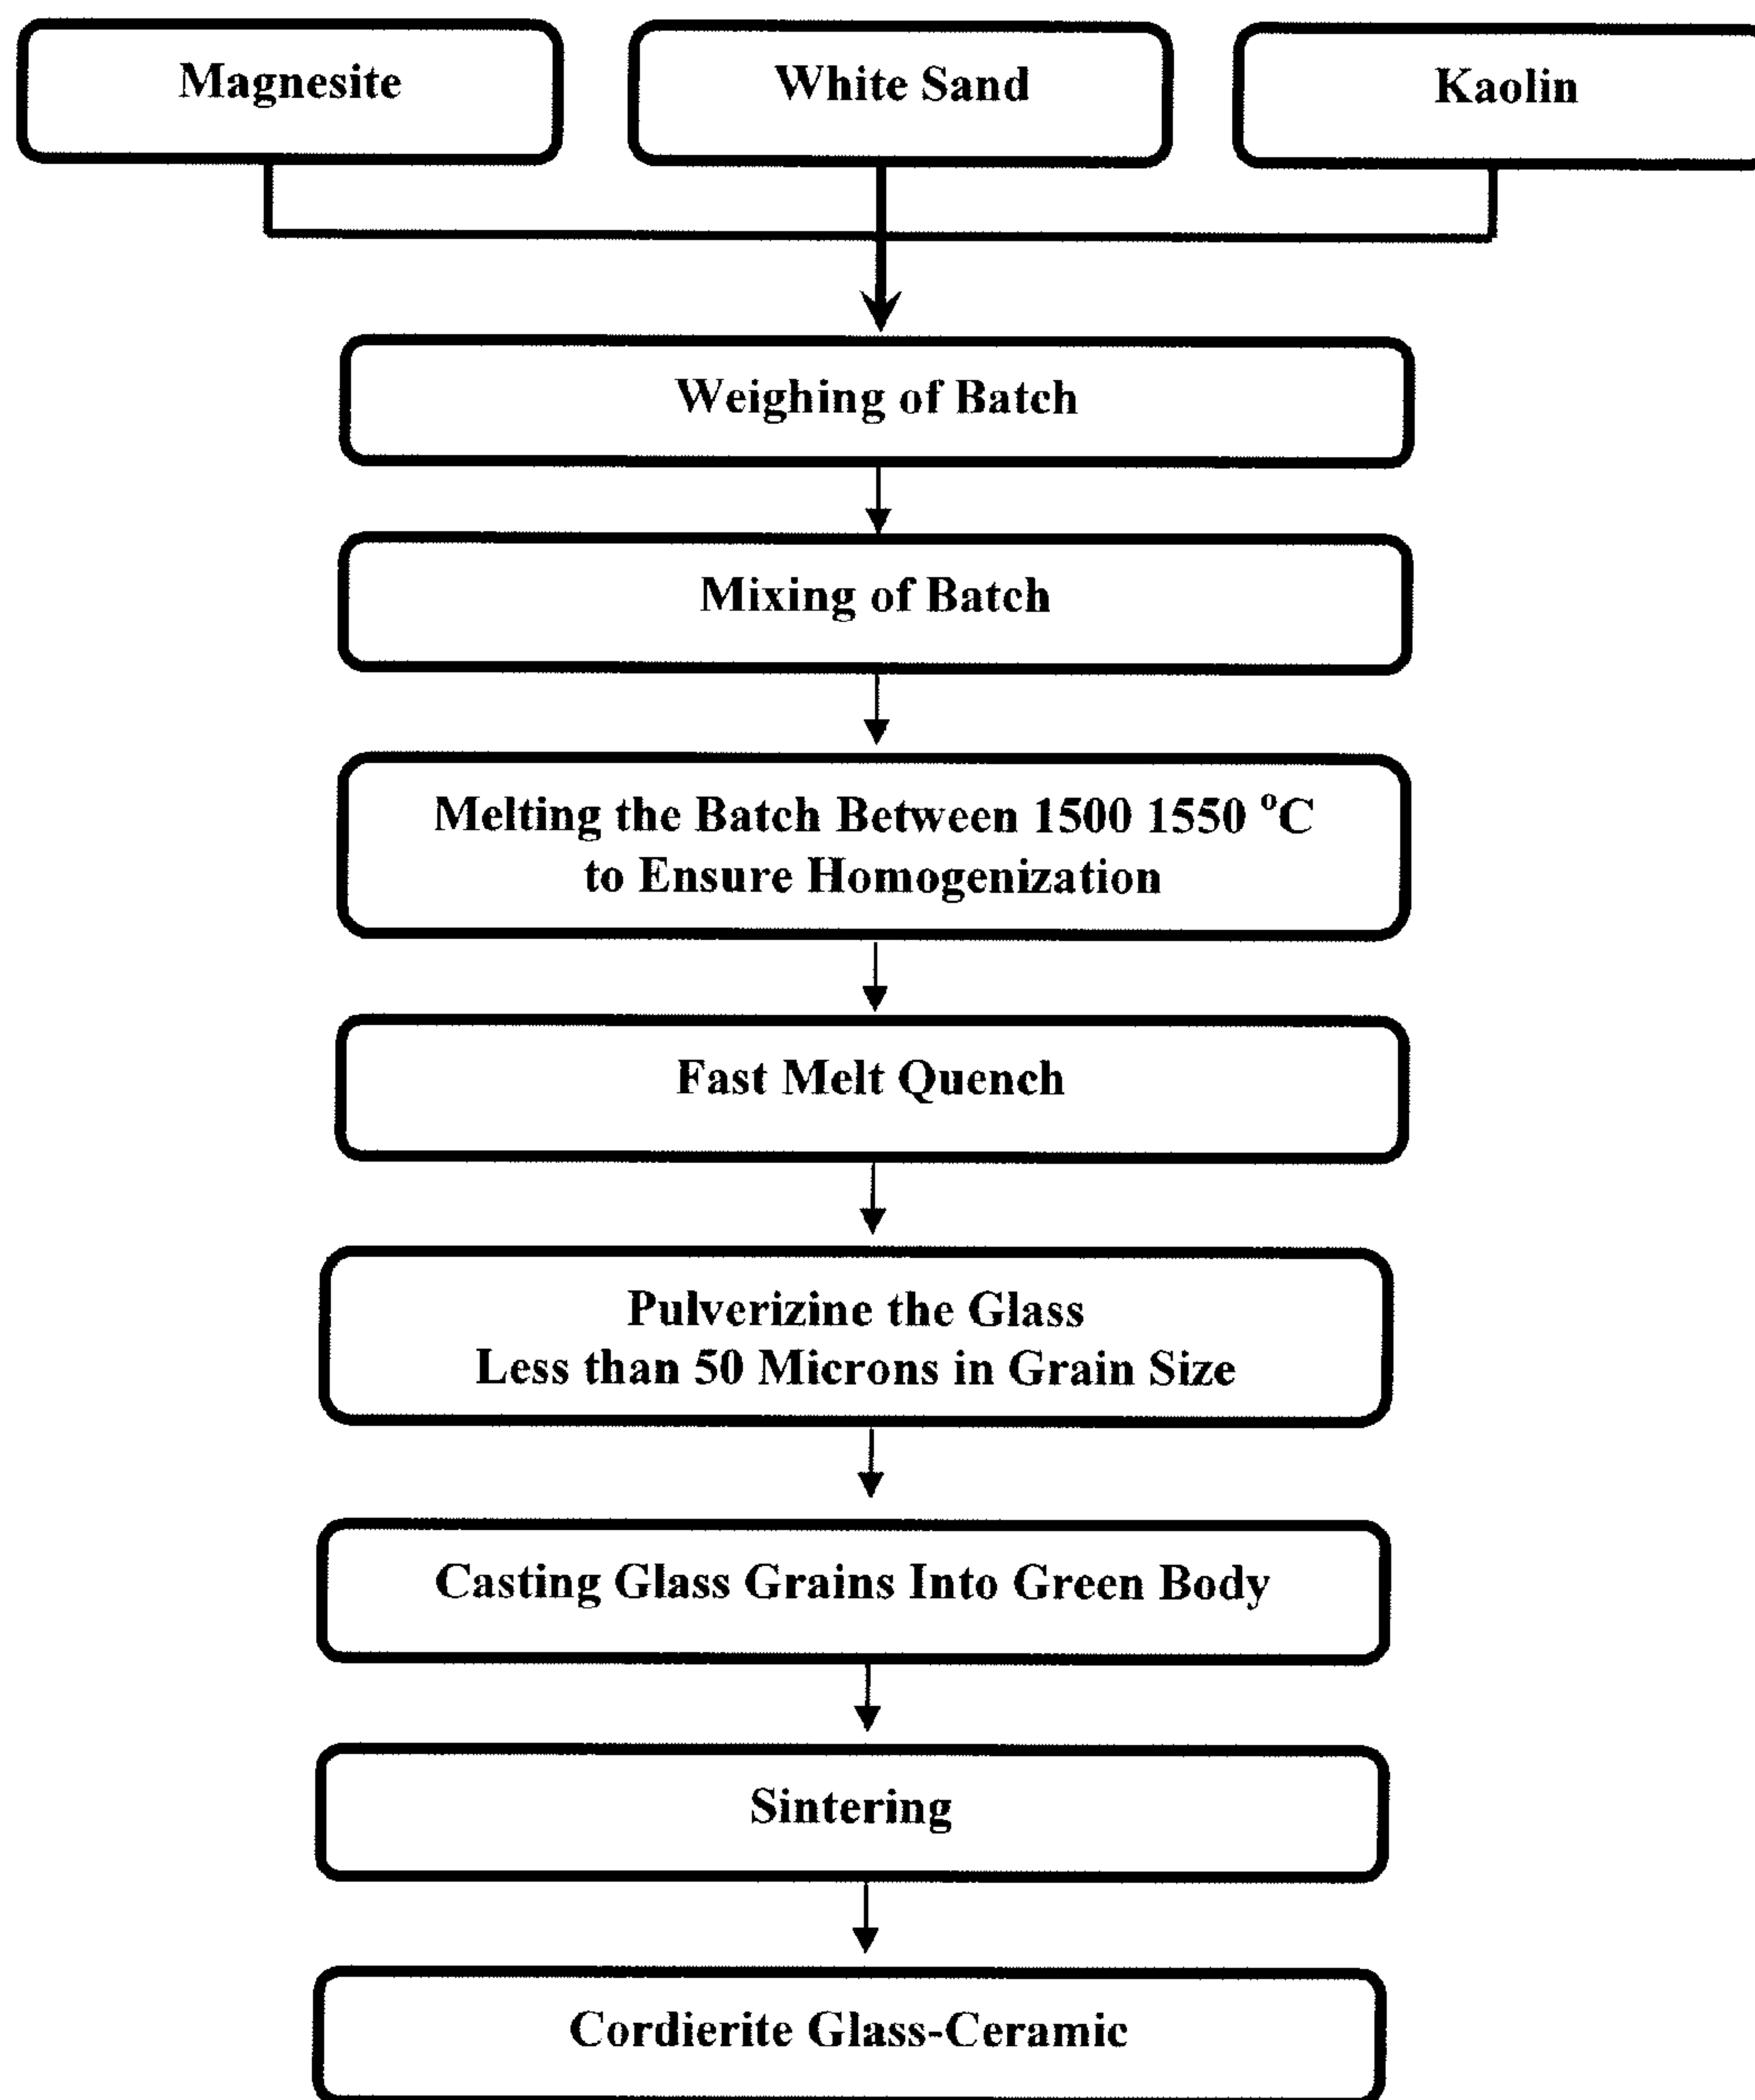 Magnesite
White Sand
Kaolin
Weighing of Batch
Mixing of Batch
Melting the Batch Between 1500 1550 °C
to Ensure Homogenization
Fast Melt Quench
Pulverizine the Glass
Less than 50 Microns in Grain Size
Casting Glass Grains Into Green Body
Sintering
Cordierite Glass-Ceramic